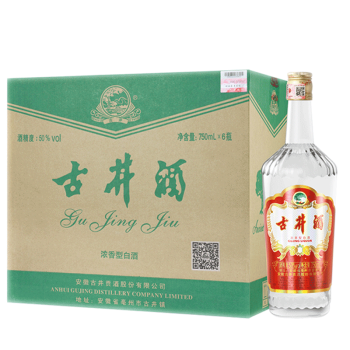 酒精度:50%vol
净含量:750mL×6瓶
古井酒
Gu Jing Jiu
浓香型白酒
安徽古井贡酒股份有限公司
ANHUI GUJING DISTILLERY COMPANY LIMITED
地址:安徽省亳州市古井镇
古井酒